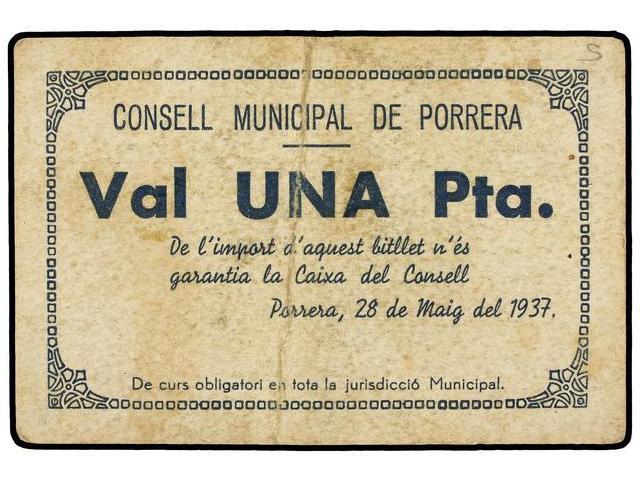 S
CONSELL MUNICIPAL DE PORRERA
Val UNA Pta.
De l'import d'aquest bitllet n'és
garantia la Caixa del Consell
Porrera, 28 de Maig del 1937.
De curs obligatori en tota la jurisdicció Municipal.